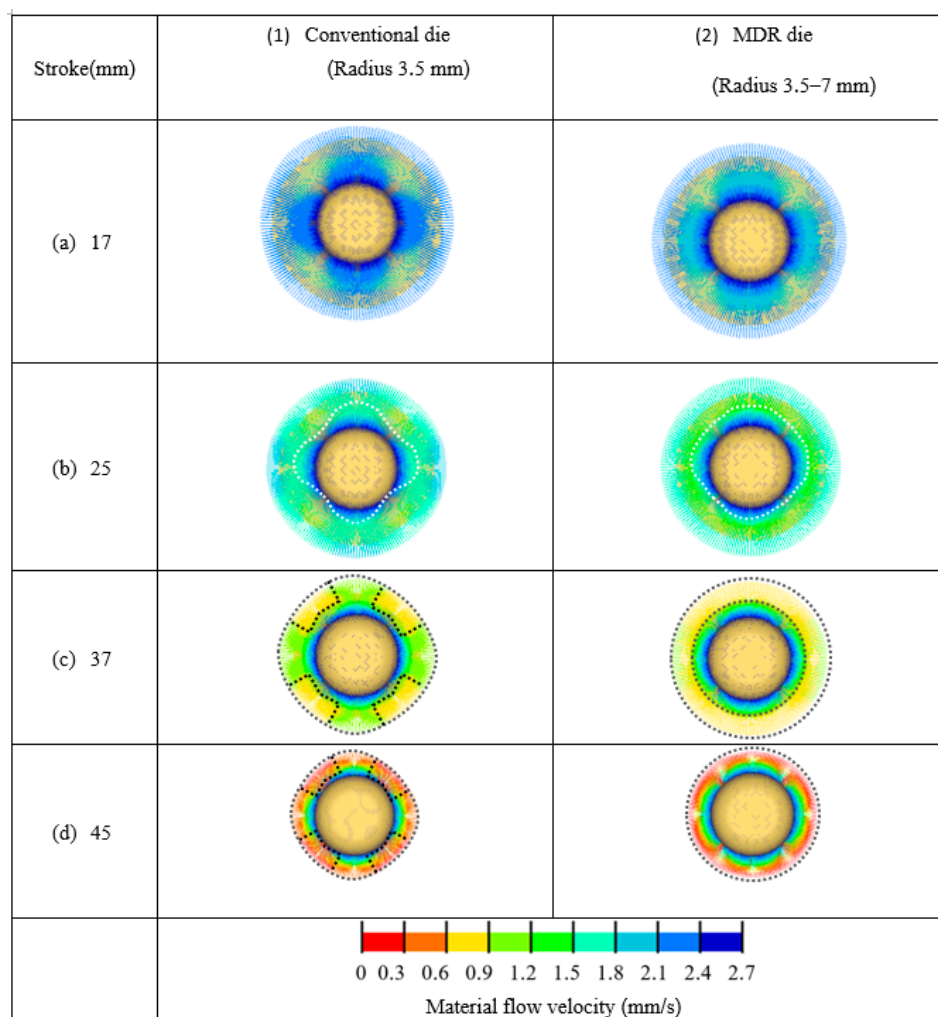 Stroke(mm)
(1) Conventional die
(Radius 3.5 mm)
(2) MDR die
(Radius 3.5–7 mm)
(a) 17
(b) 25
(c) 37
(d) 45
0 0.3 0.6 0.9 1.2 1.5 1.8 2.1 2.4 2.7
Material flow velocity (mm/s)